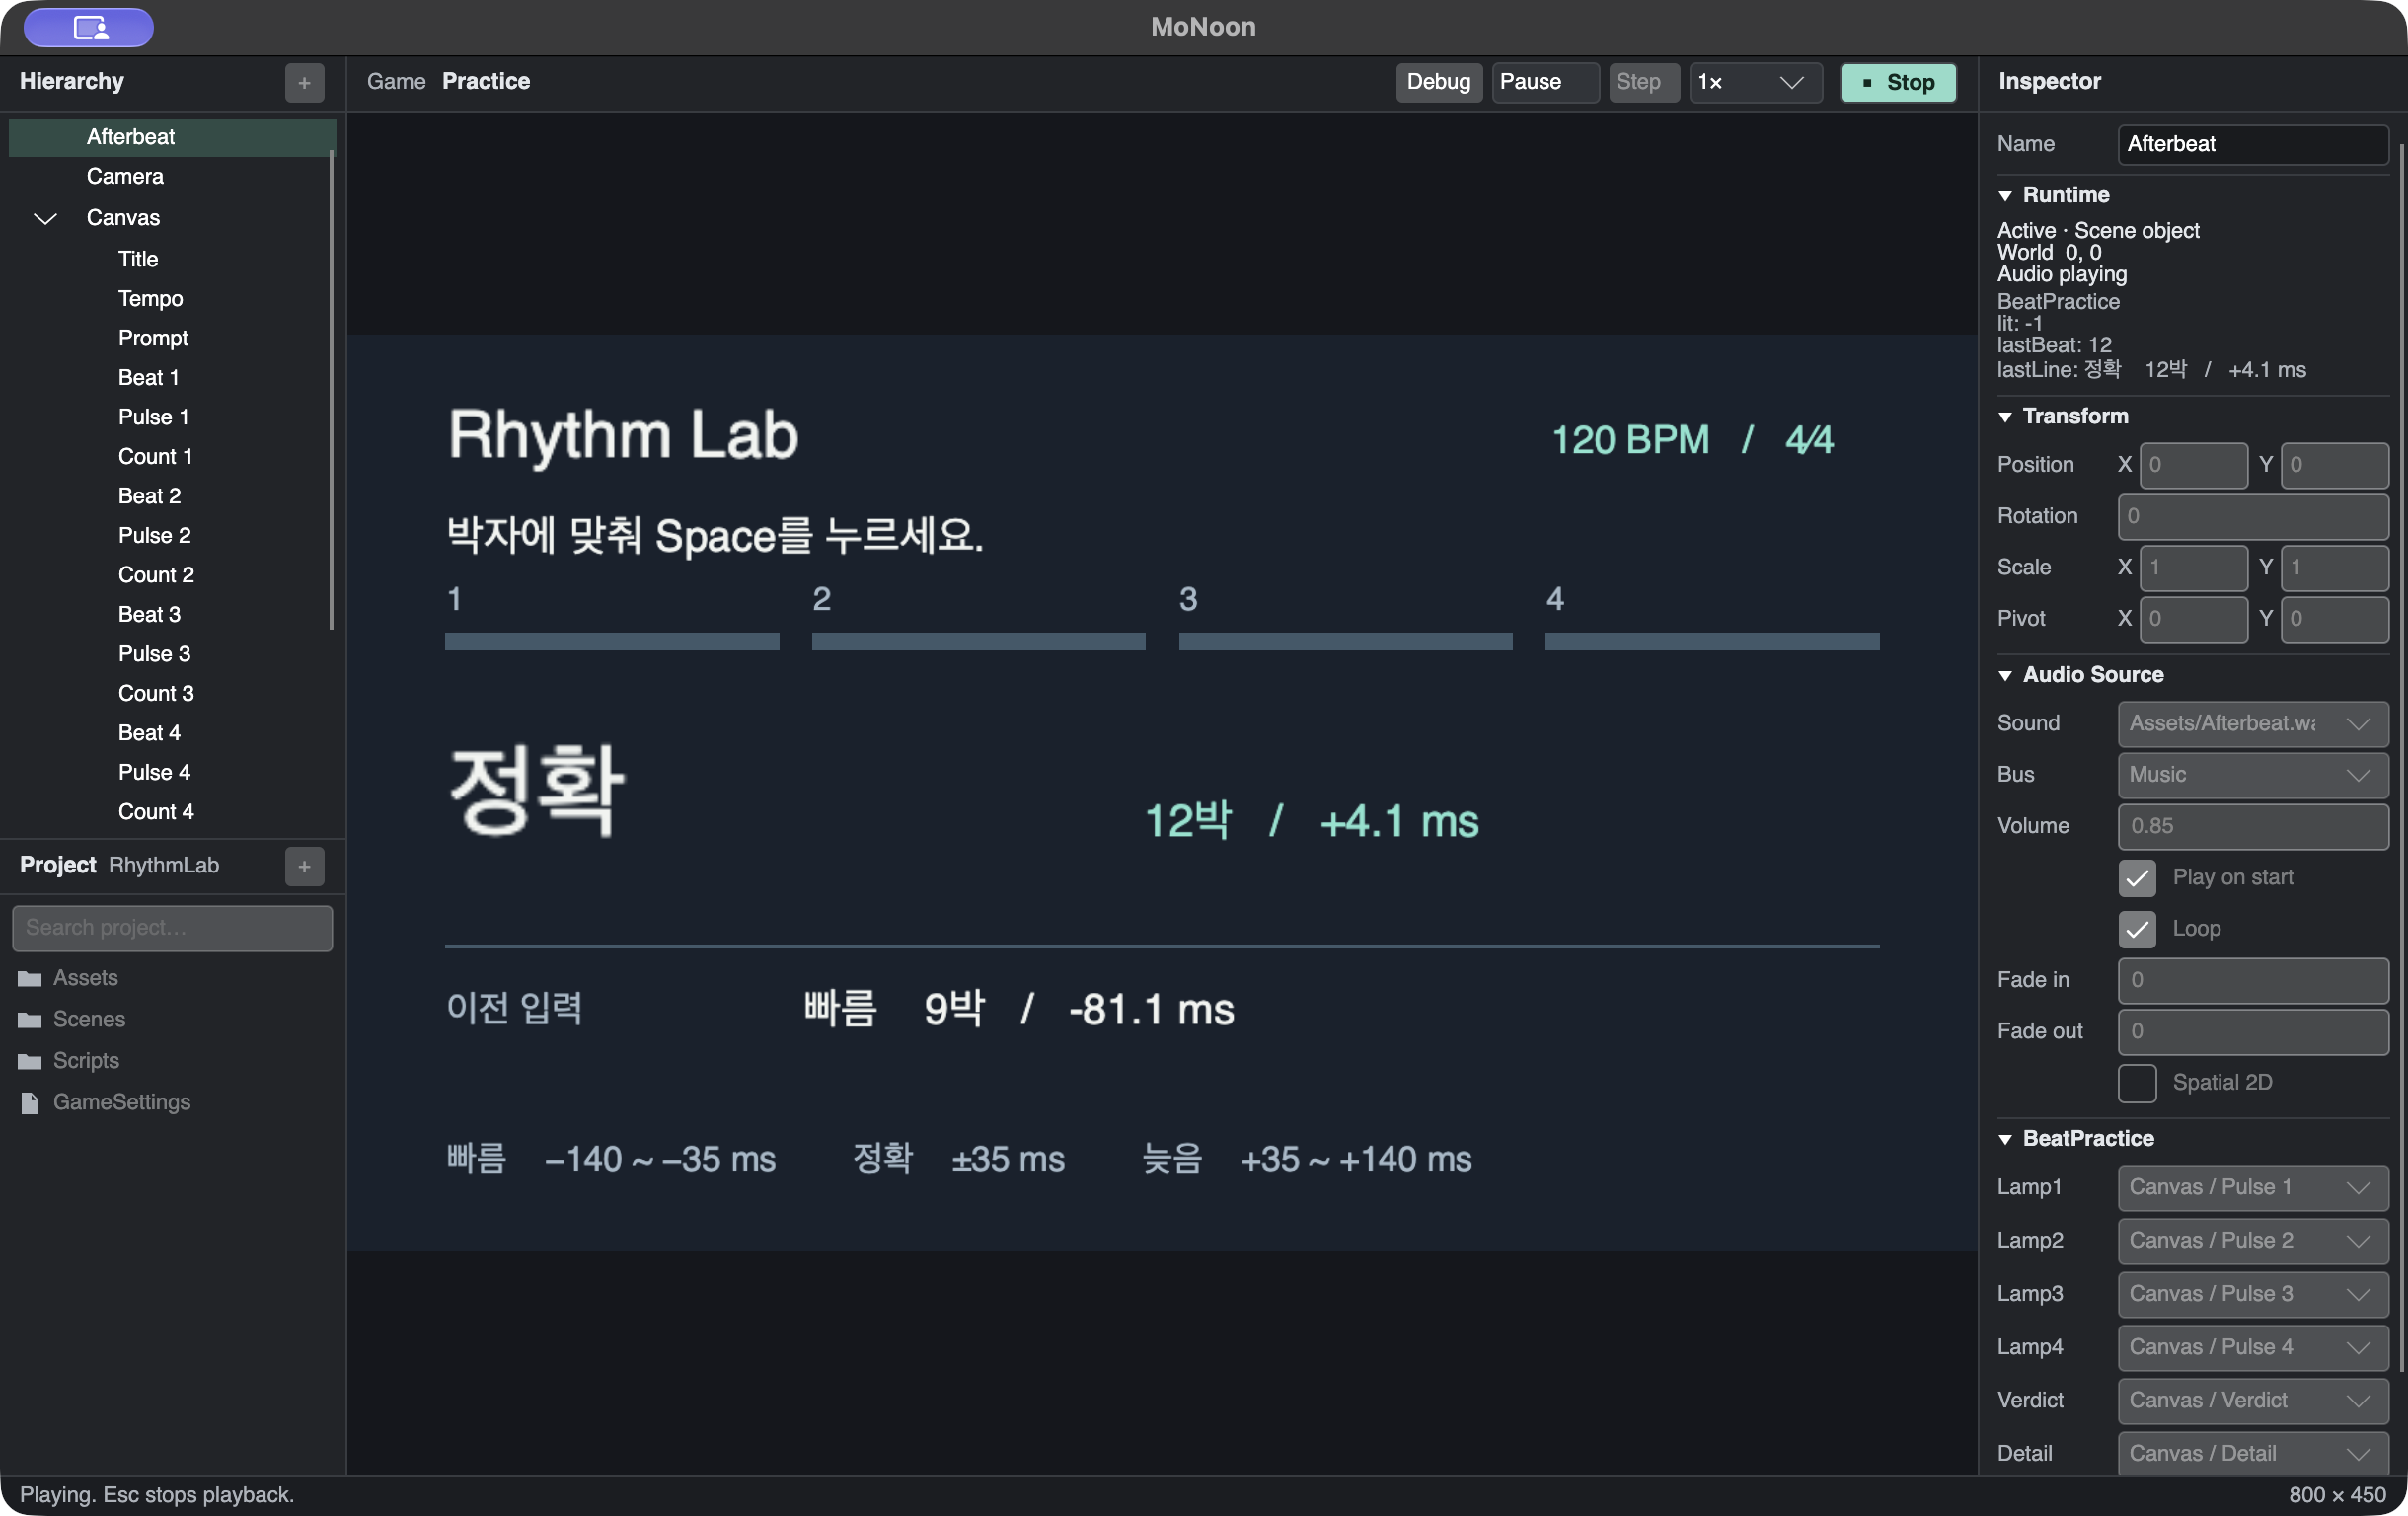 MoNoon
Hierarchy +
Afterbeat
Camera
Canvas
Title
Tempo
Prompt
Beat 1
Pulse 1
Count 1
Beat 2
Pulse 2
Count 2
Beat 3
Pulse 3
Count 3
Beat 4
Pulse 4
Count 4
Project RhythmLab +
Search project...
Assets
Scenes
Scripts
GameSettings
Game Practice Debug Pause Step 1× Stop
Rhythm Lab 120 BPM / 4/4
박자에 맞춰 Space를 누르세요.
1 2 3 4
정확 12박 / +4.1 ms
이전 입력 빠름 9박 / -81.1 ms
빠름 −140 ~ −35 ms 정확 ±35 ms 늦음 +35 ~ +140 ms
Inspector
Name Afterbeat
Runtime
Active · Scene object
World 0, 0
Audio playing
BeatPractice
lit: -1
lastBeat: 12
lastLine: 정확 12박 / +4.1 ms
Transform
Position X 0 Y 0
Rotation 0
Scale X 1 Y 1
Pivot X 0 Y 0
Audio Source
Sound Assets/Afterbeat.wa
Bus Music
Volume 0.85
Play on start
Loop
Fade in 0
Fade out 0
Spatial 2D
BeatPractice
Lamp1 Canvas / Pulse 1
Lamp2 Canvas / Pulse 2
Lamp3 Canvas / Pulse 3
Lamp4 Canvas / Pulse 4
Verdict Canvas / Verdict
Detail Canvas / Detail
Playing. Esc stops playback. 800 × 450